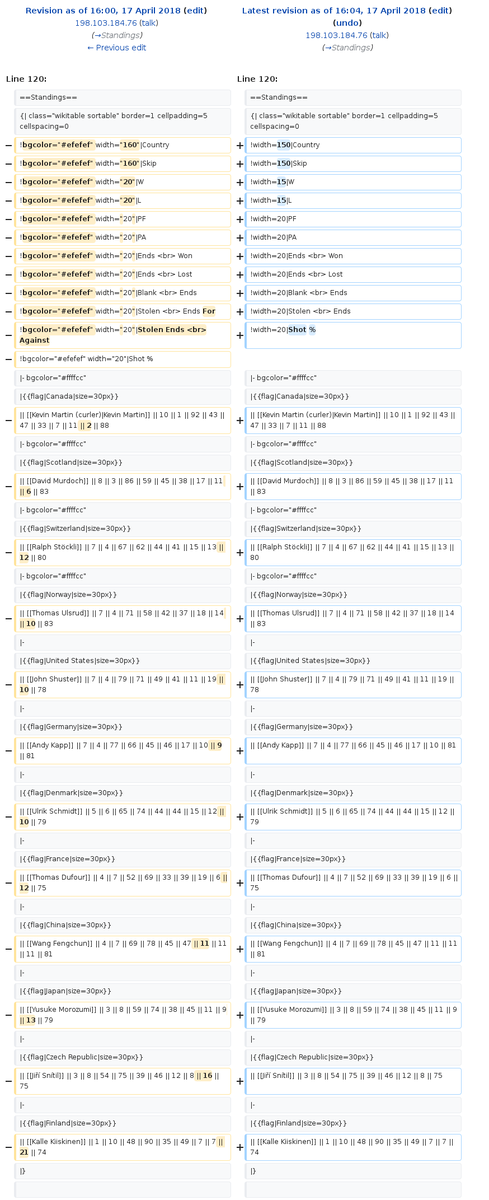 Revision as of 16:00, 17 April 2018 (edit)
198.103.184.76 (talk)
(→Standings)
← Previous edit
Line 120:
==Standings==
{| class="wikitable sortable" border=1 cellpadding=5
cellspacing=0
− !bgcolor="#efefef" width="160"|Country
− !bgcolor="#efefef" width="160"|Skip
− !bgcolor="#efefef" width="20"|W
− !bgcolor="#efefef" width="20"|L
− !bgcolor="#efefef" width="20"|PF
− !bgcolor="#efefef" width="20"|PA
− !bgcolor="#efefef" width="20"|Ends <br> Won
− !bgcolor="#efefef" width="20"|Ends <br> Lost
− !bgcolor="#efefef" width="20"|Blank <br> Ends
− !bgcolor="#efefef" width="20"|Stolen <br> Ends For
− !bgcolor="#efefef" width="20"|Stolen Ends <br>
Against
− !bgcolor="#efefef" width="20"|Shot %
|- bgcolor="#ffffcc"
|{{flag|Canada|size=30px}}
− || [[Kevin Martin (curler)|Kevin Martin]] || 10 || 1 || 92 || 43 ||
47 || 33 || 7 || 11 || 2 || 88
|- bgcolor="#ffffcc"
|{{flag|Scotland|size=30px}}
− || [[David Murdoch]] || 8 || 3 || 86 || 59 || 45 || 38 || 17 || 11
|| 6 || 83
|- bgcolor="#ffffcc"
|{{flag|Switzerland|size=30px}}
− || [[Ralph Stöckli]] || 7 || 4 || 67 || 62 || 44 || 41 || 15 || 13 ||
12 || 80
|- bgcolor="#ffffcc"
|{{flag|Norway|size=30px}}
− || [[Thomas Ulsrud]] || 7 || 4 || 71 || 58 || 42 || 37 || 18 || 14
|| 10 || 83
|-
|{{flag|United States|size=30px}}
− || [[John Shuster]] || 7 || 4 || 79 || 71 || 49 || 41 || 11 || 19 ||
10 || 78
|-
|{{flag|Germany|size=30px}}
− || [[Andy Kapp]] || 7 || 4 || 77 || 66 || 45 || 46 || 17 || 10 || 9
|| 81
|-
|{{flag|Denmark|size=30px}}
− || [[Ulrik Schmidt]] || 5 || 6 || 65 || 74 || 44 || 44 || 15 || 12 ||
10 || 79
|-
|{{flag|France|size=30px}}
− || [[Thomas Dufour]] || 4 || 7 || 52 || 69 || 33 || 39 || 19 || 6 ||
12 || 75
|-
|{{flag|China|size=30px}}
− || [[Wang Fengchun]] || 4 || 7 || 69 || 78 || 45 || 47 || 11 || 11
|| 11 || 81
|-
|{{flag|Japan|size=30px}}
− || [[Yusuke Morozumi]] || 3 || 8 || 59 || 74 || 38 || 45 || 11 || 9
|| 13 || 79
|-
|{{flag|Czech Republic|size=30px}}
− || [[Jiří Snítil]] || 3 || 8 || 54 || 75 || 39 || 46 || 12 || 8 || 16 ||
75
|-
|{{flag|Finland|size=30px}}
− || [[Kalle Kiiskinen]] || 1 || 10 || 48 || 90 || 35 || 49 || 7 || 7 ||
21 || 74
|}
Latest revision as of 16:04, 17 April 2018 (edit)
(undo)
198.103.184.76 (talk)
(→Standings)
Line 120:
==Standings==
{| class="wikitable sortable" border=1 cellpadding=5
cellspacing=0
+ !width=150|Country
+ !width=150|Skip
+ !width=15|W
+ !width=15|L
+ !width=20|PF
+ !width=20|PA
+ !width=20|Ends <br> Won
+ !width=20|Ends <br> Lost
+ !width=20|Blank <br> Ends
+ !width=20|Stolen <br> Ends
+ !width=20|Shot %
|- bgcolor="#ffffcc"
|{{flag|Canada|size=30px}}
+ || [[Kevin Martin (curler)|Kevin Martin]] || 10 || 1 || 92 || 43 ||
47 || 33 || 7 || 11 || 88
|- bgcolor="#ffffcc"
|{{flag|Scotland|size=30px}}
+ || [[David Murdoch]] || 8 || 3 || 86 || 59 || 45 || 38 || 17 || 11
|| 83
|- bgcolor="#ffffcc"
|{{flag|Switzerland|size=30px}}
+ || [[Ralph Stöckli]] || 7 || 4 || 67 || 62 || 44 || 41 || 15 || 13 ||
80
|- bgcolor="#ffffcc"
|{{flag|Norway|size=30px}}
+ || [[Thomas Ulsrud]] || 7 || 4 || 71 || 58 || 42 || 37 || 18 || 14
|| 83
|-
|{{flag|United States|size=30px}}
+ || [[John Shuster]] || 7 || 4 || 79 || 71 || 49 || 41 || 11 || 19 ||
78
|-
|{{flag|Germany|size=30px}}
+ || [[Andy Kapp]] || 7 || 4 || 77 || 66 || 45 || 46 || 17 || 10 || 81
|-
|{{flag|Denmark|size=30px}}
+ || [[Ulrik Schmidt]] || 5 || 6 || 65 || 74 || 44 || 44 || 15 || 12 ||
79
|-
|{{flag|France|size=30px}}
+ || [[Thomas Dufour]] || 4 || 7 || 52 || 69 || 33 || 39 || 19 || 6 ||
75
|-
|{{flag|China|size=30px}}
+ || [[Wang Fengchun]] || 4 || 7 || 69 || 78 || 45 || 47 || 11 || 11
|| 81
|-
|{{flag|Japan|size=30px}}
+ || [[Yusuke Morozumi]] || 3 || 8 || 59 || 74 || 38 || 45 || 11 || 9
|| 79
|-
|{{flag|Czech Republic|size=30px}}
+ || [[Jiří Snítil]] || 3 || 8 || 54 || 75 || 39 || 46 || 12 || 8 || 75
|-
|{{flag|Finland|size=30px}}
+ || [[Kalle Kiiskinen]] || 1 || 10 || 48 || 90 || 35 || 49 || 7 || 7 ||
74
|}